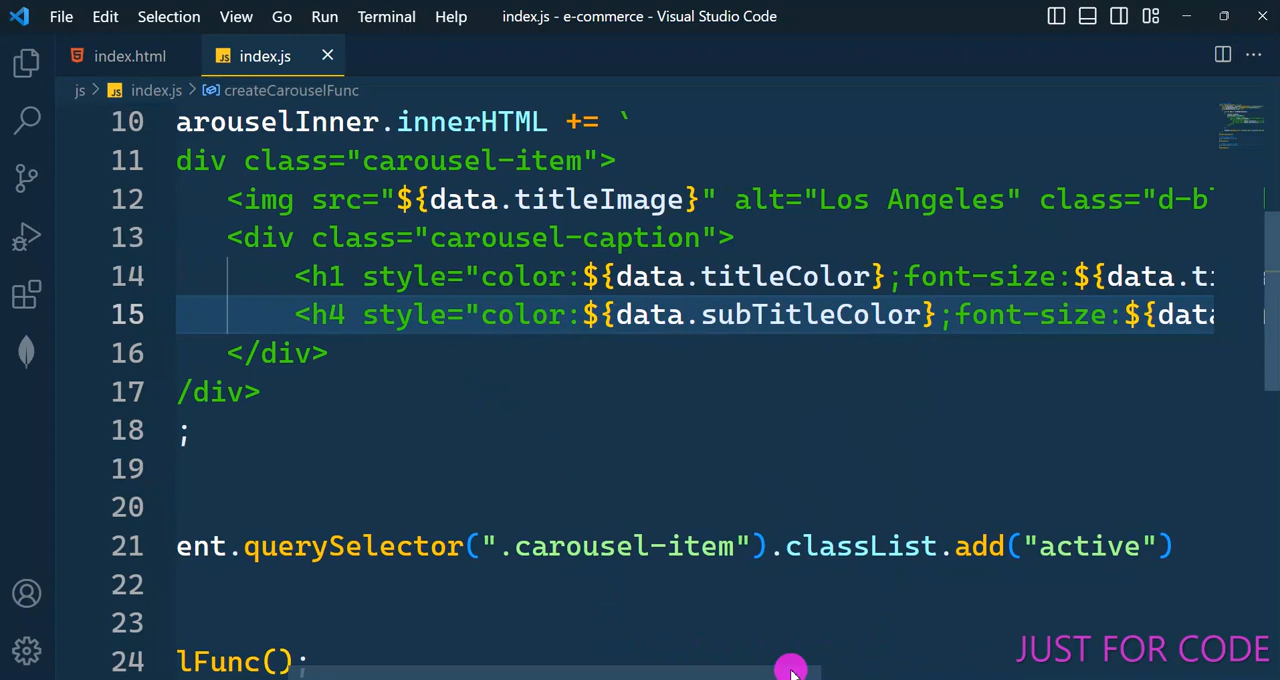 File Edit Selection View Go Run Terminal Help index.js - e-commerce - Visual Studio Code
index.html JS index.js
js > JS index.js > createCarouselFunc
10 arouselInner.innerHTML += `
11 div class="carousel-item">
12 <img src="${data.titleImage}" alt="Los Angeles" class="d-bl
13 <div class="carousel-caption">
14 <h1 style="color:${data.titleColor};font-size:${data.ti
15 <h4 style="color:${data.subTitleColor};font-size:${data
16 </div>
17 /div>
18 ;
19
20
21 ent.querySelector(".carousel-item").classList.add("active")
22
23
24 lFunc();
JUST FOR CODE